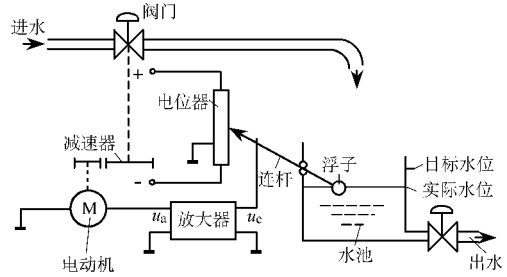 阀门
进水
+
电位器
减速器
浮子
目标水位
连杆
实际水位
-
M
ua
放大器
uc
水池
电动机
出水